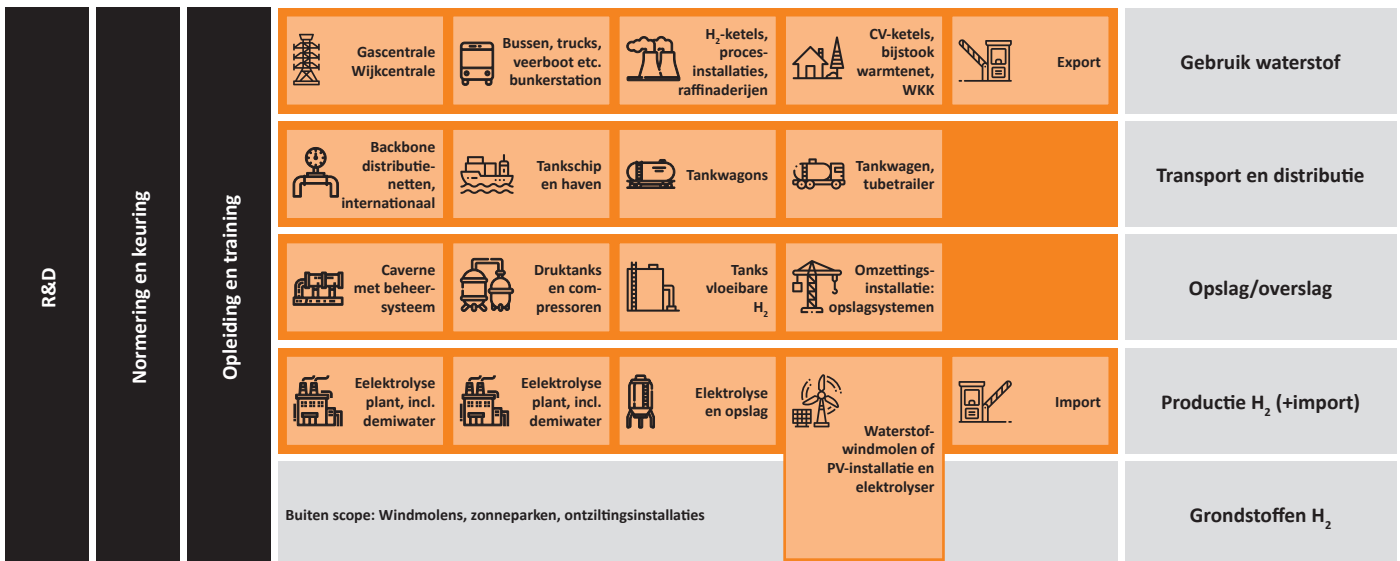 R&D
Normering en keuring
Opleiding en training
Gascentrale
Wijkcentrale
Bussen, trucks,
veerboot etc.
bunkerstation
H₂-ketels,
proces-
installaties,
raffinaderijen
CV-ketels,
bijstook
warmtenet,
WKK
Export
Gebruik waterstof
Backbone
distributie-
netten,
internationaal
Tankschip
en haven
Tankwagons
Tankwagen,
tubetrailer
Transport en distributie
Caverne
met beheer-
systeem
Druktanks
en com-
pressoren
Tanks
vloeibare
H₂
Omzettings-
installatie:
opslagsystemen
Opslag/overslag
Eelektrolyse
plant, incl.
demiwater
Eelektrolyse
plant, incl.
demiwater
Elektrolyse
en opslag
Waterstof-
windmolen of
PV-installatie en
elektrolyser
Import
Productie H₂ (+import)
Buiten scope: Windmolens, zonneparken, ontziltingsinstallaties
Grondstoffen H₂